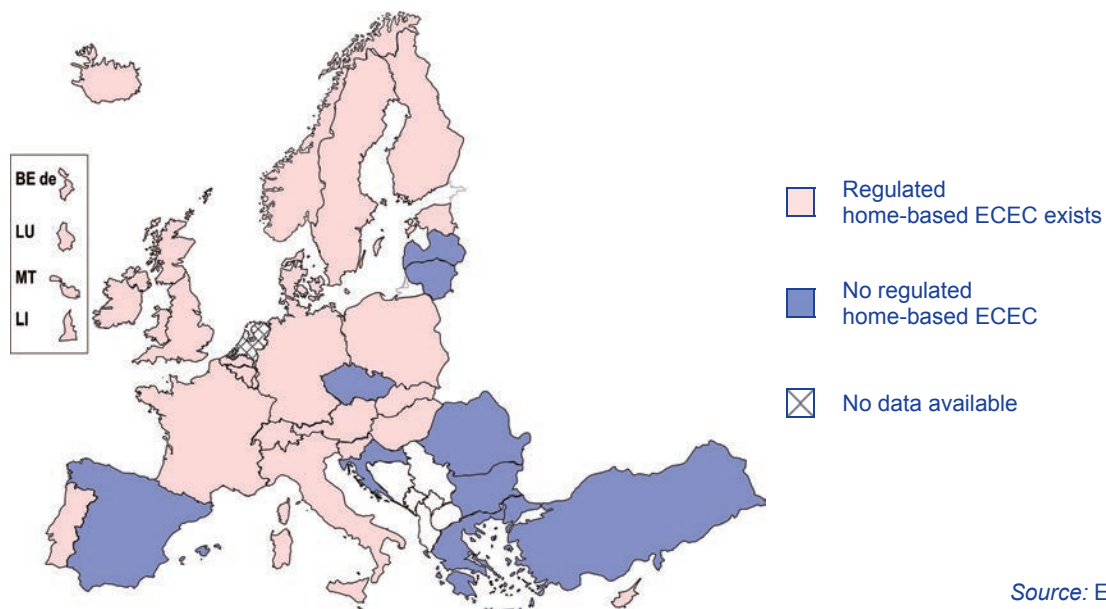 BE de
LU
MT
LI
Regulated
home-based ECEC exists
No regulated
home-based ECEC
No data available
Source: E